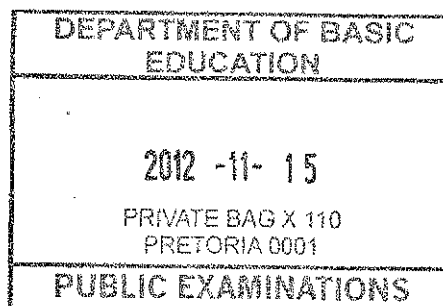 DEPARTMENT OF BASIC
EDUCATION
2012 -11- 15
PRIVATE BAG X 110
PRETORIA 0001
PUBLIC EXAMINATIONS